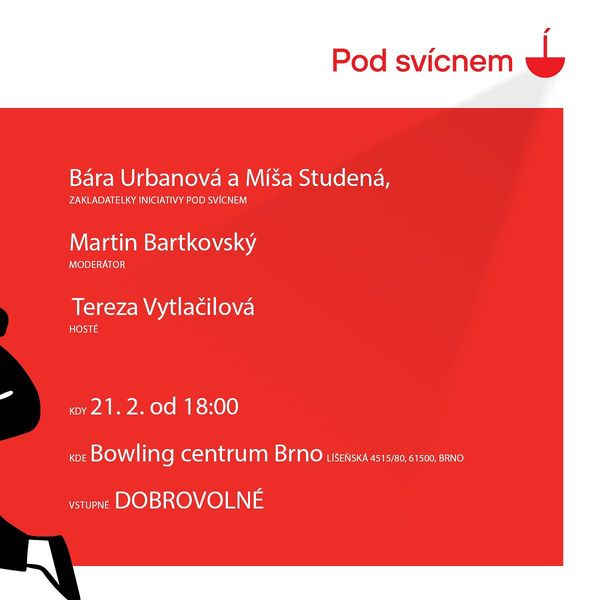 Pod svícnem
Bára Urbanová a Míša Studená,
ZAKLADATELKY INICIATIVY POD SVÍCNEM
Martin Bartkovský
MODERÁTOR
Tereza Vytlačilová
HOSTÉ
KDY 21. 2. od 18:00
KDE Bowling centrum Brno LÍŠEŇSKÁ 4515/80, 61500, BRNO
VSTUPNÉ DOBROVOLNÉ